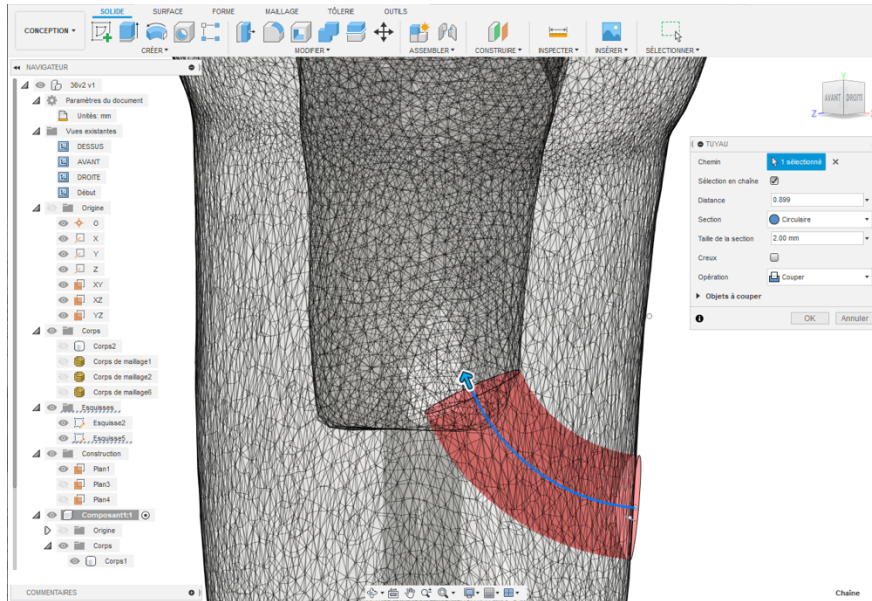 SOLIDE SURFACE FORME MAILLAGE TÔLERIE OUTILS
CONCEPTION
CRÉER MODIFIER ASSEMBLER CONSTRUIRE INSPECTER INSÉRER SÉLECTIONNER
NAVIGATEUR
36v2 v1
Paramètres du document
Unités: mm
Vues existantes
DESSUS
AVANT
DROITE
Début
Origine
O
X
Y
Z
XY
XZ
YZ
Corps
Corps2
Corps de maillage1
Corps de maillage2
Corps de maillage6
Esquisses
Esquisse2
Esquisse5
Construction
Plan1
Plan3
Plan4
Composant1:1
Origine
Corps
Corps1
COMMENTAIRES
Y
AVANT DROITE
Z
TUYAU
Chemin 1 sélectionné
Sélection en chaîne
Distance 0.899
Section Circulaire
Taille de la section 2.00 mm
Creux
Opération Couper
Objets à couper
OK Annuler
Chaîne